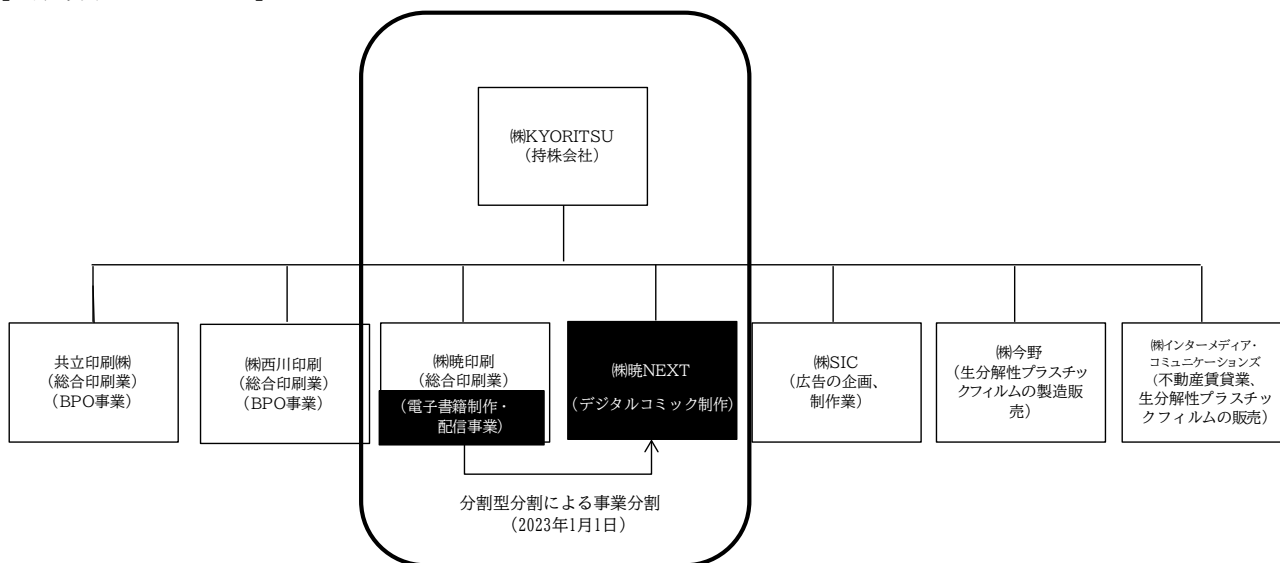 ㈱KYORITSU
（持株会社）
共立印刷㈱
（総合印刷業）
（BPO事業）
㈱西川印刷
（総合印刷業）
（BPO事業）
㈱暁印刷
（総合印刷業）
（電子書籍制作・
配信事業）
㈱暁NEXT
（デジタルコミック制作）
㈱SIC
（広告の企画、
制作業）
㈱今野
（生分解性プラスチッ
クフィルムの製造販
売）
㈱インターメディア・
コミュニケーションズ
（不動産賃貸業、
生分解性プラスチッ
クフィルムの販売）
分割型分割による事業分割
（2023年1月1日）